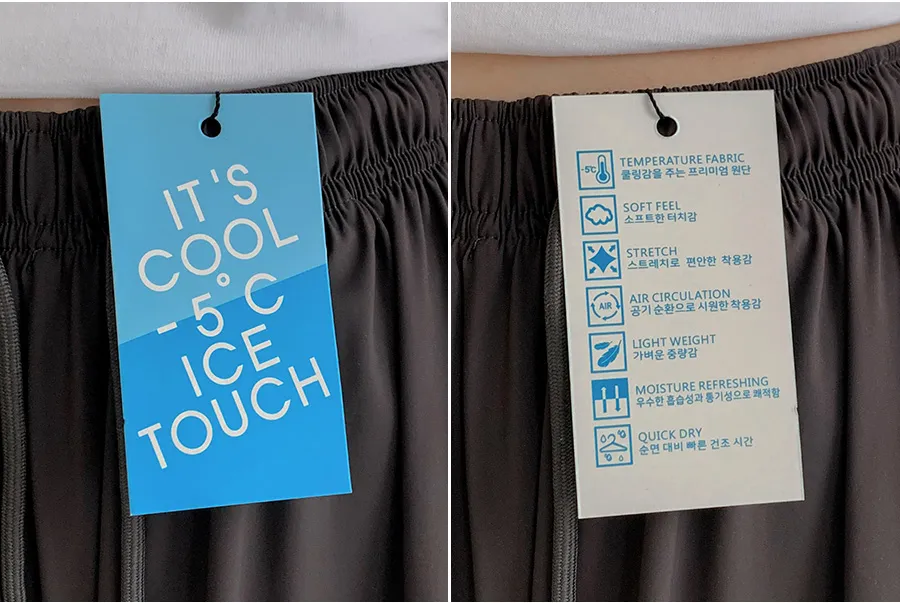 IT'S
COOL
-5°C
ICE
TOUCH
-5℃
TEMPERATURE FABRIC
쿨링감을 주는 프리미엄 원단
SOFT FEEL
소프트한 터치감
STRETCH
스트레치로 편안한 착용감
AIR
AIR CIRCULATION
공기 순환으로 시원한 착용감
LIGHT WEIGHT
가벼운 중량감
MOISTURE REFRESHING
우수한 흡습성과 통기성으로 쾌적함
QUICK DRY
순면 대비 빠른 건조 시간